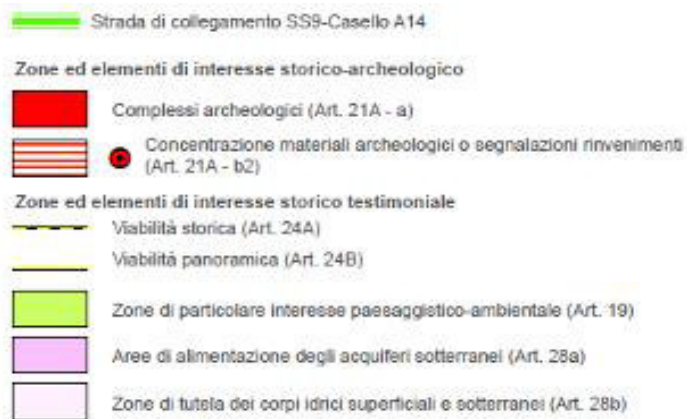 Strada di collegamento SS9-Casello A14
Zone ed elementi di interesse storico-archeologico
Complessi archeologici (Art. 21A - a)
Concentrazione materiali archeologici o segnalazioni rinvenimenti
(Art. 21A - b2)
Zone ed elementi di interesse storico testimoniale
Viabilità storica (Art. 24A)
Viabilità panoramica (Art. 24B)
Zone di particolare interesse paesaggistico-ambientale (Art. 19)
Aree di alimentazione degli acquiferi sotterranei (Art. 28a)
Zone di tutela dei corpi idrici superficiali e sotterranei (Art. 28b)